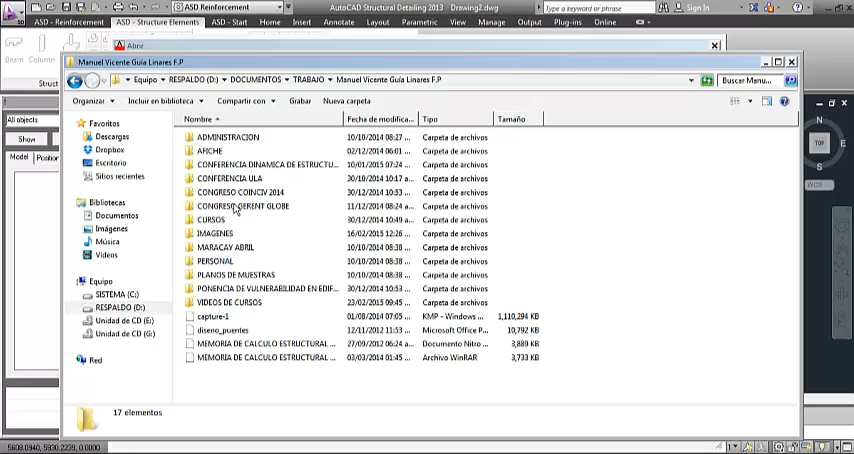 ASD Reinforcement
AutoCAD Structural Detailing 2013 Drawing2.dwg
Type a keyword or phrase
Sign In
ASD - Reinforcement
ASD - Structure Elements
ASD - Start
Home
Insert
Annotate
Layout
Parametric
View
Manage
Output
Plug-ins
Online
Beam
Column
Abrir
Manuel Vicente Guía Linares F.P
Equipo
RESPALDO (D:)
DOCUMENTOS
TRABAJO
Manuel Vicente Guía Linares F.P
Buscar Manu...
Organizar
Incluir en biblioteca
Compartir con
Grabar
Nueva carpeta
All objects
Show
Model
Nombre
Fecha de modifica...
Tipo
Tamaño
Favoritos
Descargas
Dropbox
Escritorio
Sitios recientes
Bibliotecas
Documentos
Imágenes
Música
Vídeos
Equipo
SISTEMA (C:)
RESPALDO (D:)
Unidad de CD (E:)
Unidad de CD (G:)
Red
ADMINISTRACION 10/10/2014 08:27 ... Carpeta de archivos
AFICHE 02/12/2014 06:01 ... Carpeta de archivos
CONFERENCIA DINAMICA DE ESTRUCTU... 10/01/2015 07:24 ... Carpeta de archivos
CONFERENCIA ULA 30/10/2014 10:17 a... Carpeta de archivos
CONGRESO COINCIV 2014 30/12/2014 10:53 ... Carpeta de archivos
CONGRESO GERENT GLOBE 11/12/2014 08:24 a... Carpeta de archivos
CURSOS 30/12/2014 10:49 a... Carpeta de archivos
IMAGENES 16/02/2015 12:26 ... Carpeta de archivos
MARACAY ABRIL 10/10/2014 08:38 ... Carpeta de archivos
PERSONAL 10/10/2014 08:38 ... Carpeta de archivos
PLANOS DE MUESTRAS 10/10/2014 08:38 ... Carpeta de archivos
PONENCIA DE VULNERABILIDAD EN EDIF... 30/12/2014 10:53 ... Carpeta de archivos
VIDEOS DE CURSOS 23/02/2015 09:45 ... Carpeta de archivos
capture-1 01/08/2014 07:05 ... KMP - Windows ... 1,110,294 KB
diseno_puentes 12/11/2012 11:53 ... Microsoft Office P... 10,792 KB
MEMORIA DE CALCULO ESTRUCTURAL ... 27/09/2012 06:24 a... Documento Nitro ... 3,889 KB
MEMORIA DE CALCULO ESTRUCTURAL ... 03/03/2014 01:45 ... Archivo WinRAR 3,733 KB
17 elementos
N
TOP
E
S
WCS
5608.0940, 5930.2239, 0.0000